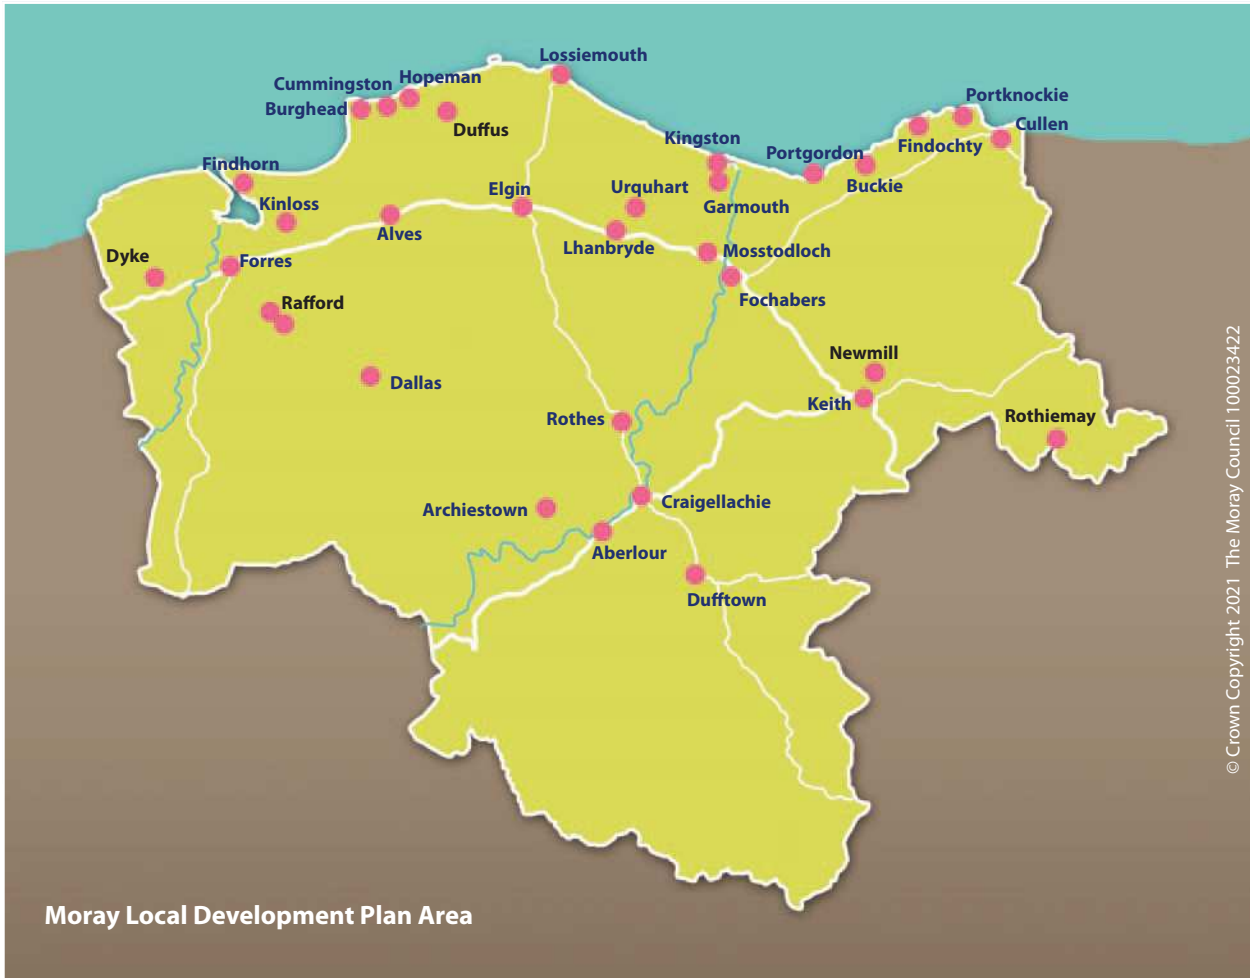 Lossiemouth
Hopeman
Cummingston
Burghead
Duffus
Portknockie
Cullen
Findochty
Kingston
Portgordon
Buckie
Findhorn
Kinloss
Elgin
Urquhart
Garmouth
Alves
Lhanbryde
Mosstodloch
Dyke
Forres
Fochabers
Rafford
Newmill
Dallas
Keith
Rothes
Rothiemay
Archiestown
Craigellachie
Aberlour
Dufftown
Moray Local Development Plan Area
© Crown Copyright 2021 The Moray Council 100023422